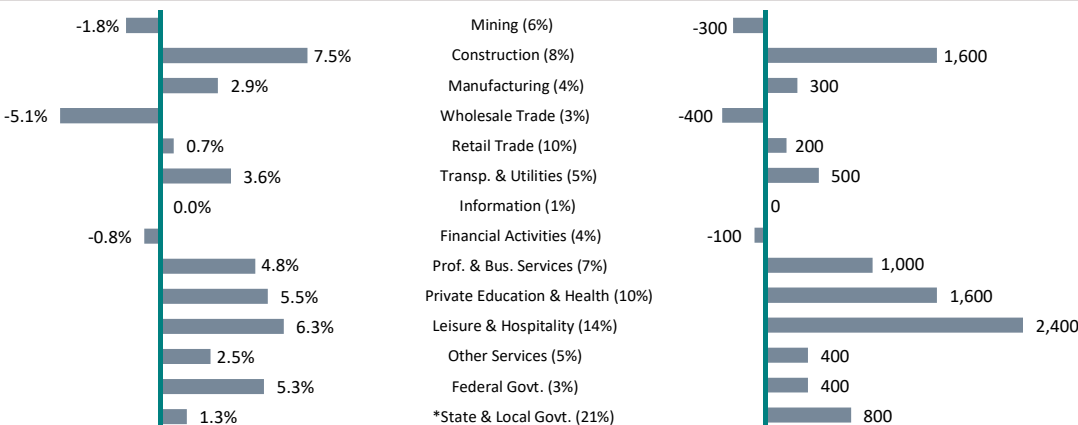 -1.8% Mining (6%) -300
7.5% Construction (8%) 1,600
2.9% Manufacturing (4%) 300
-5.1% Wholesale Trade (3%) -400
0.7% Retail Trade (10%) 200
3.6% Transp. & Utilities (5%) 500
0.0% Information (1%) 0
-0.8% Financial Activities (4%) -100
4.8% Prof. & Bus. Services (7%) 1,000
5.5% Private Education & Health (10%) 1,600
6.3% Leisure & Hospitality (14%) 2,400
2.5% Other Services (5%) 400
5.3% Federal Govt. (3%) 400
1.3% *State & Local Govt. (21%) 800